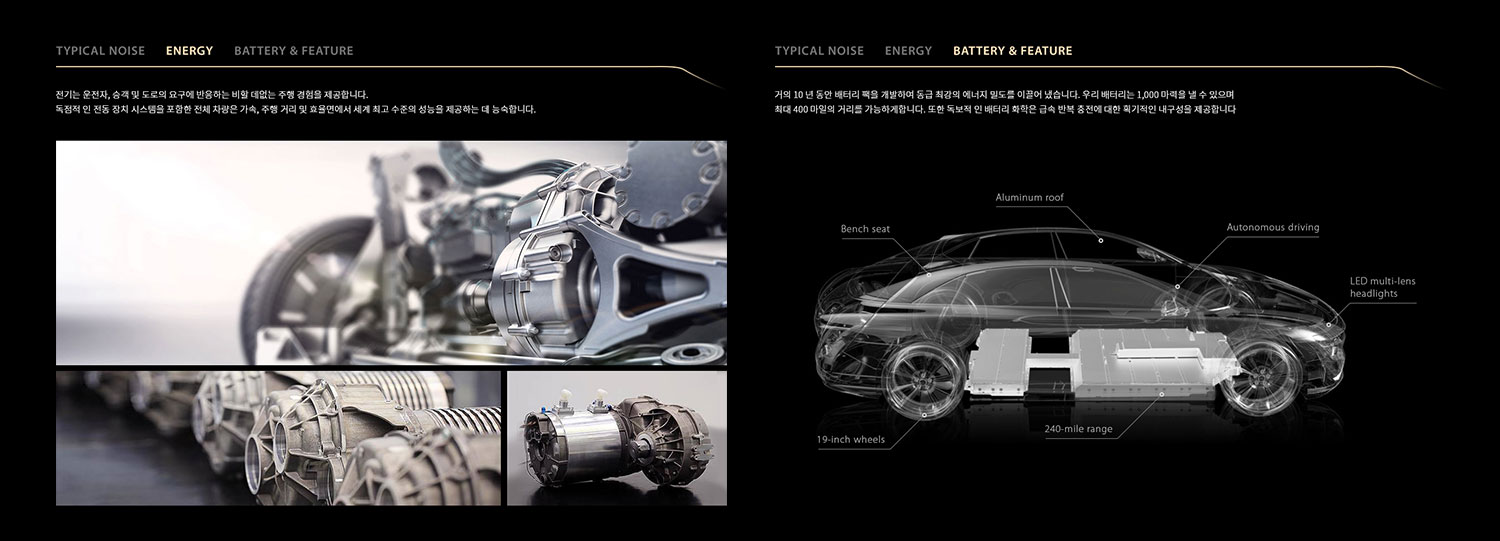 TYPICAL NOISE ENERGY BATTERY & FEATURE
전기는 운전자, 승객 및 도로의 요구에 반응하는 비할 데없는 주행 경험을 제공합니다.
독점적 인 전동 장치 시스템을 포함한 전체 차량은 가속, 주행 거리 및 효율면에서 세계 최고 수준의 성능을 제공하는 데 능숙합니다.
TYPICAL NOISE ENERGY BATTERY & FEATURE
거의 10 년 동안 배터리 팩을 개발하여 동급 최강의 에너지 밀도를 이끌어 냈습니다. 우리 배터리는 1,000 마력을 낼 수 있으며
최대 400 마일의 거리를 가능하게합니다. 또한 독보적 인 배터리 화학은 급속 반복 충전에 대한 획기적인 내구성을 제공합니다
Aluminum roof
Bench seat
Autonomous driving
LED multi-lens
headlights
240-mile range
19-inch wheels